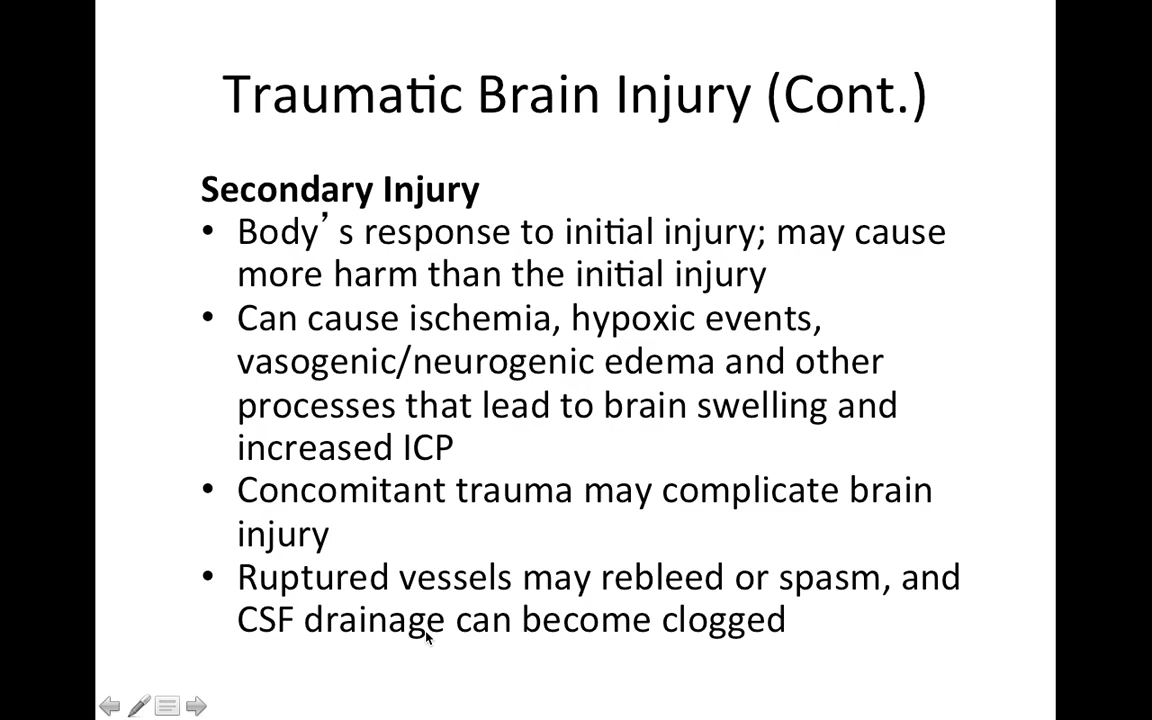 Traumatic Brain Injury (Cont.)
Secondary Injury
• Body’s response to initial injury; may cause
more harm than the initial injury
• Can cause ischemia, hypoxic events,
vasogenic/neurogenic edema and other
processes that lead to brain swelling and
increased ICP
• Concomitant trauma may complicate brain
injury
• Ruptured vessels may rebleed or spasm, and
CSF drainage can become clogged